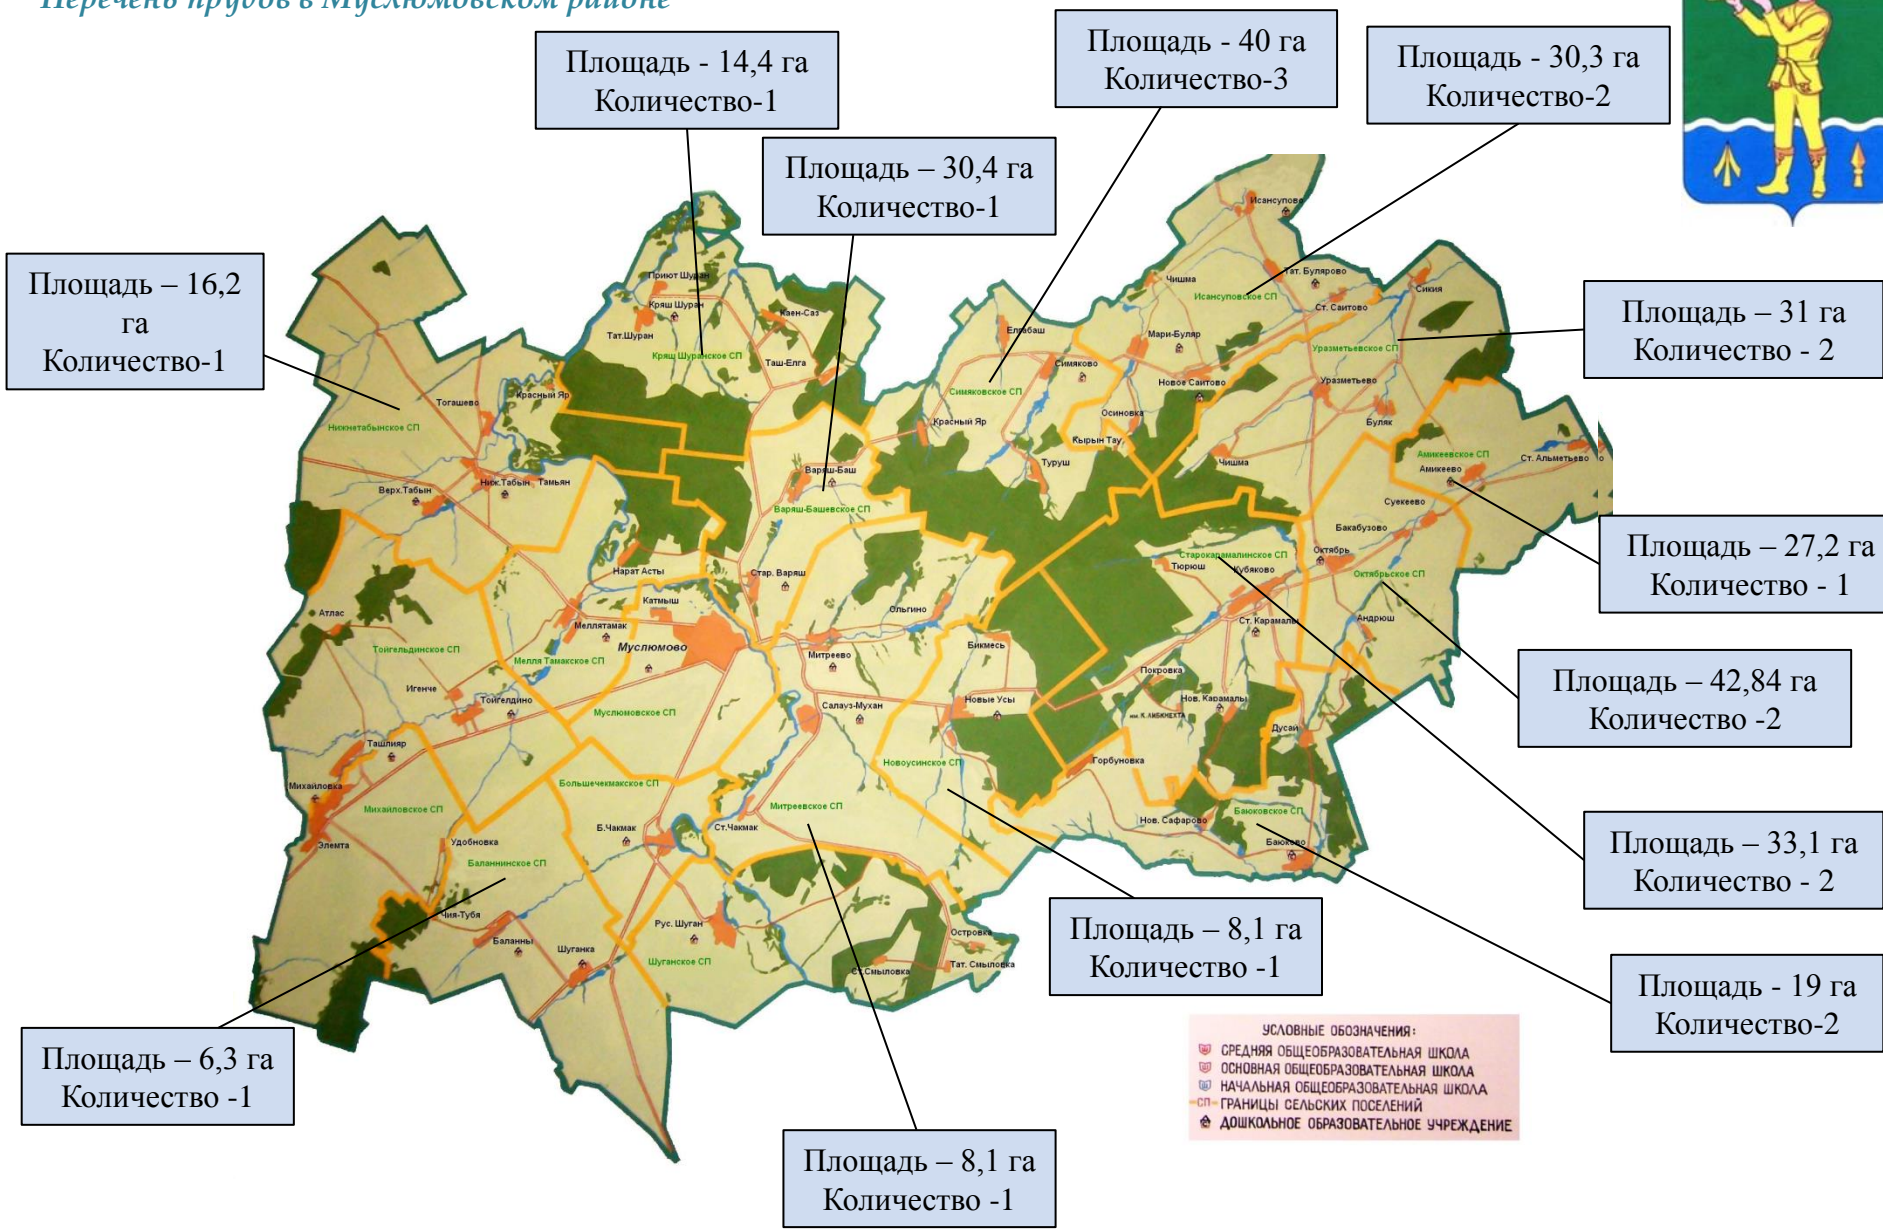 Перечень прудов в Муслюмовском районе
Площадь - 14,4 га
Количество-1
Площадь - 40 га
Количество-3
Площадь - 30,3 га
Количество-2
Площадь – 30,4 га
Количество-1
Площадь – 16,2
га
Количество-1
Площадь – 31 га
Количество - 2
Площадь – 27,2 га
Количество - 1
Площадь – 42,84 га
Количество -2
Площадь – 33,1 га
Количество - 2
Площадь - 19 га
Количество-2
Площадь – 8,1 га
Количество -1
Площадь – 8,1 га
Количество -1
Площадь – 6,3 га
Количество -1
Исансупово
Приют Шуран
Кряш Шуран
Тат.Шуран
Кряш Шуранское СП
Каен-Саз
Таш-Елга
Чишма
Тат. Булярово
Исансуповское СП
Ст. Саитово
Сикия
Елгабаш
Симяково
Симяковское СП
Мари-Буляр
Новое Саитово
Уразметьевское СП
Уразметьево
Буляк
Тогашево
Красный Яр
Нижнетабынское СП
Красный Яр
Осиновка
Кырын Тау
Туруш
Чишма
Амикеевское СП
Амикеево
Ст. Альметьево
Верх.Табын
Ниж.Табын
Тамьян
Варяш-Баш
Варяш-Башевское СП
Суекеево
Бакабузово
Октябрь
Октябрьское СП
Старокарамалинское СП
Тюрюш
Кубяково
Нарат Асты
Стар. Варяш
Катмыш
Ольгино
Ст. Карамалы
Андрюш
Атлас
Меллятамак
Муслюмово
Митреево
Бикмесь
Тойгельдинское СП
Мелля Тамакское СП
Игенче
Тойгелдино
Муслюмовское СП
Салауз-Мухан
Новые Усы
Покровка
Нов. Карамалы
им. К.ЛИБКНЕХТА
Дусай
Ташлияр
Горбуновка
Новоусинское СП
Михайловка
Михайловское СП
Большечекмакское СП
Митреевское СП
Баюковское СП
Нов. Сафарово
Баюково
Элемта
Удобновка
Б.Чакмак
Ст.Чакмак
Баланнинское СП
Чия-Тубя
Баланны
Шуганка
Рус. Шуган
Шуганское СП
Островка
Ст.Смыловка
Тат. Смыловка
УСЛОВНЫЕ ОБОЗНАЧЕНИЯ:
СРЕДНЯЯ ОБЩЕОБРАЗОВАТЕЛЬНАЯ ШКОЛА
ОСНОВНАЯ ОБЩЕОБРАЗОВАТЕЛЬНАЯ ШКОЛА
НАЧАЛЬНАЯ ОБЩЕОБРАЗОВАТЕЛЬНАЯ ШКОЛА
-СП- ГРАНИЦЫ СЕЛЬСКИХ ПОСЕЛЕНИЙ
ДОШКОЛЬНОЕ ОБРАЗОВАТЕЛЬНОЕ УЧРЕЖДЕНИЕ